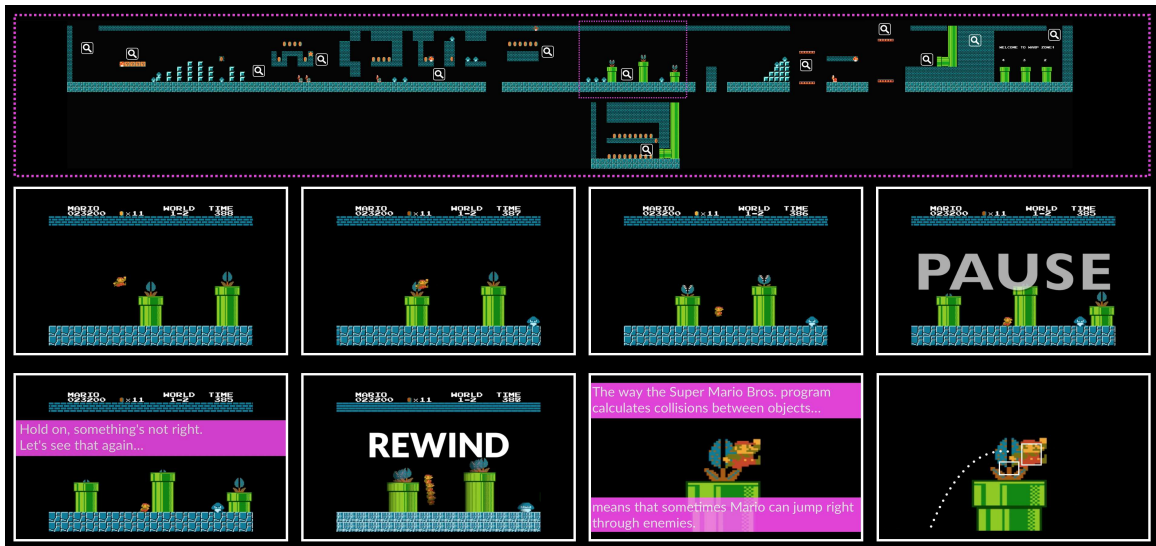 WELCOME TO WARP ZONE!
MARIO WORLD TIME
023200 ×11 1-2 388
MARIO WORLD TIME
023200 ×11 1-2 387
MARIO WORLD TIME
023200 ×11 1-2 386
MARIO WORLD TIME
023200 ×11 1-2 385
PAUSE
MARIO WORLD TIME
023200 ×11 1-2 385
Hold on, something's not right.
Let's see that again...
MARIO WORLD TIME
023200 ×11 1-2
REWIND
The way the Super Mario Bros. program
calculates collisions between objects...
means that sometimes Mario can jump right
through enemies.